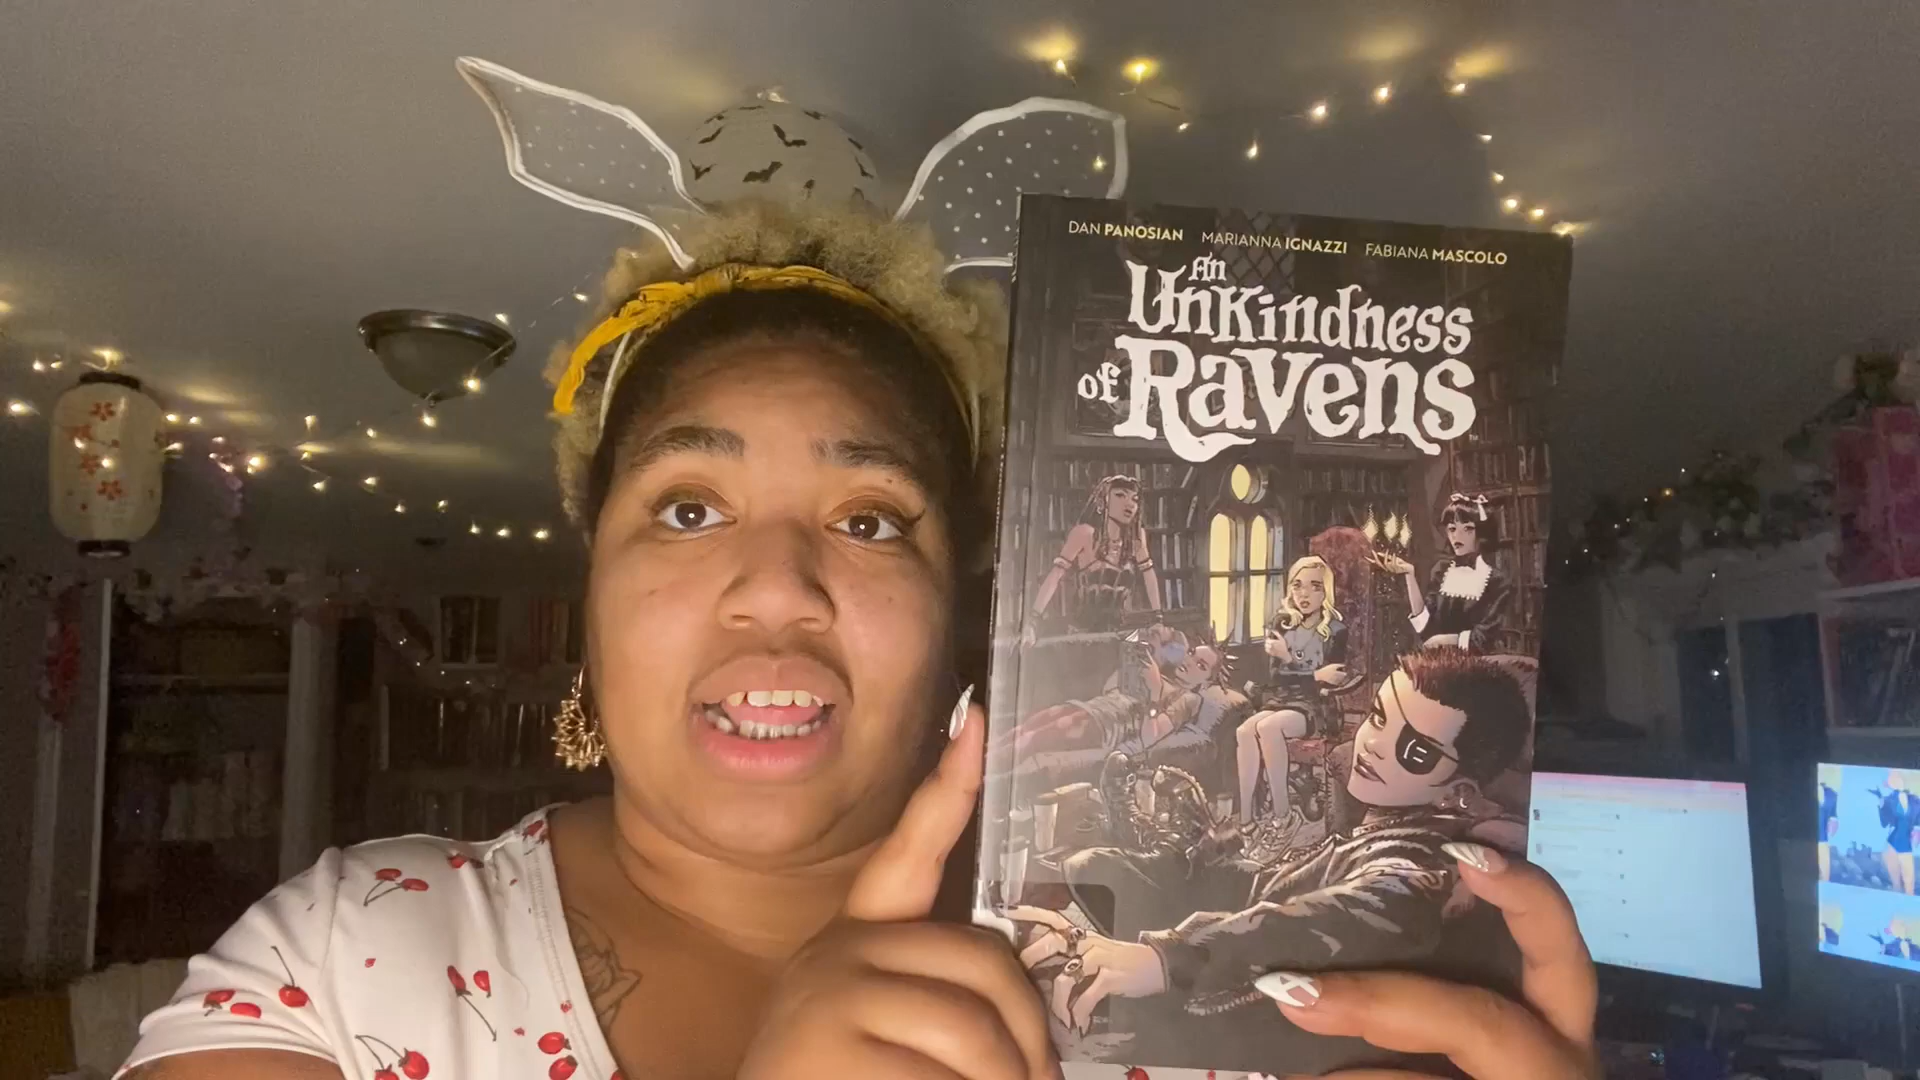 DAN PANOSIAN MARIANNA IGNAZZI FABIANA MASCOLO
An
UnKindness
of Ravens